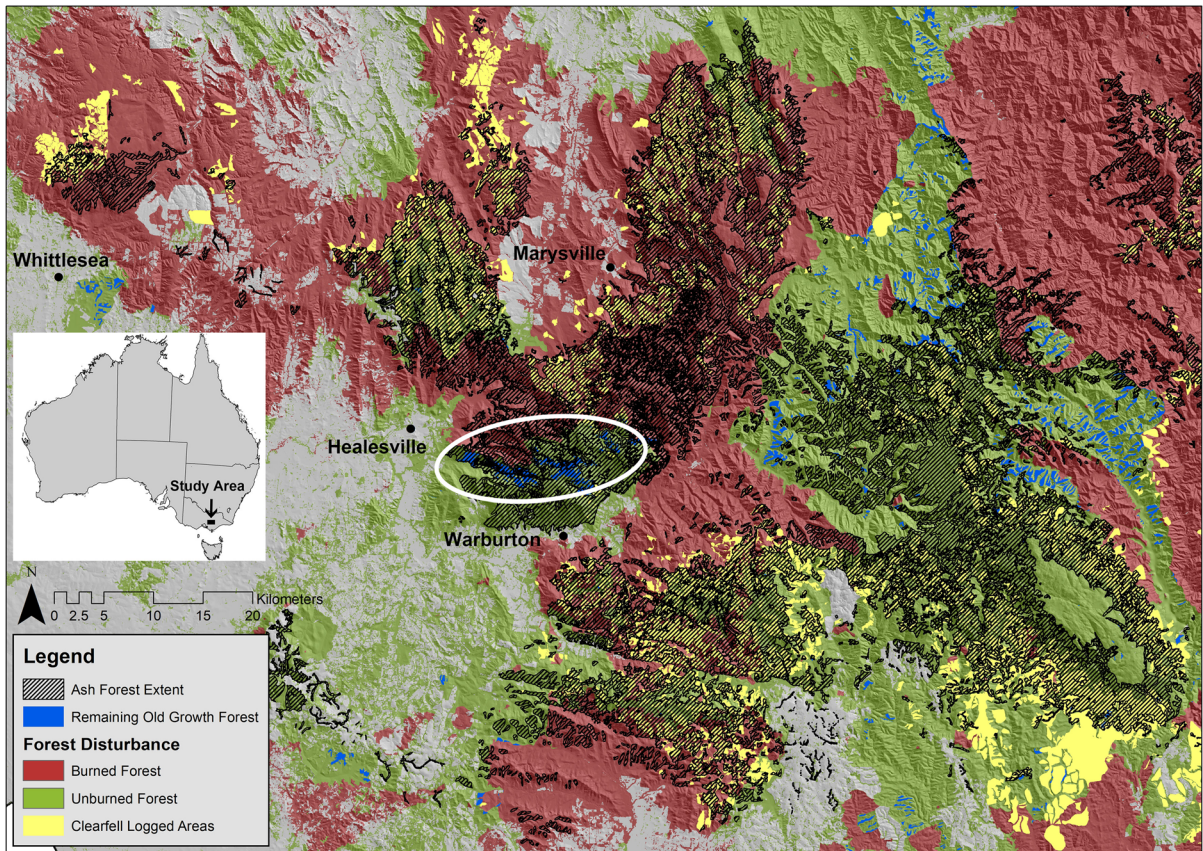 Whittlesea
Marysville
Healesville
Warburton
Study Area
N
Kilometers
0 2.5 5 10 15 20
Legend
Ash Forest Extent
Remaining Old Growth Forest
Forest Disturbance
Burned Forest
Unburned Forest
Clearfell Logged Areas